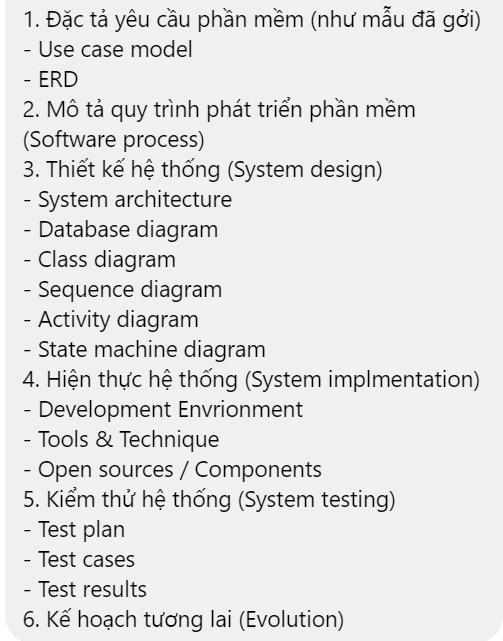 1. Đặc tả yêu cầu phần mềm (như mẫu đã gởi)
- Use case model
- ERD
2. Mô tả quy trình phát triển phần mềm
(Software process)
3. Thiết kế hệ thống (System design)
- System architecture
- Database diagram
- Class diagram
- Sequence diagram
- Activity diagram
- State machine diagram
4. Hiện thực hệ thống (System implmentation)
- Development Envrionment
- Tools & Technique
- Open sources / Components
5. Kiểm thử hệ thống (System testing)
- Test plan
- Test cases
- Test results
6. Kế hoạch tương lai (Evolution)